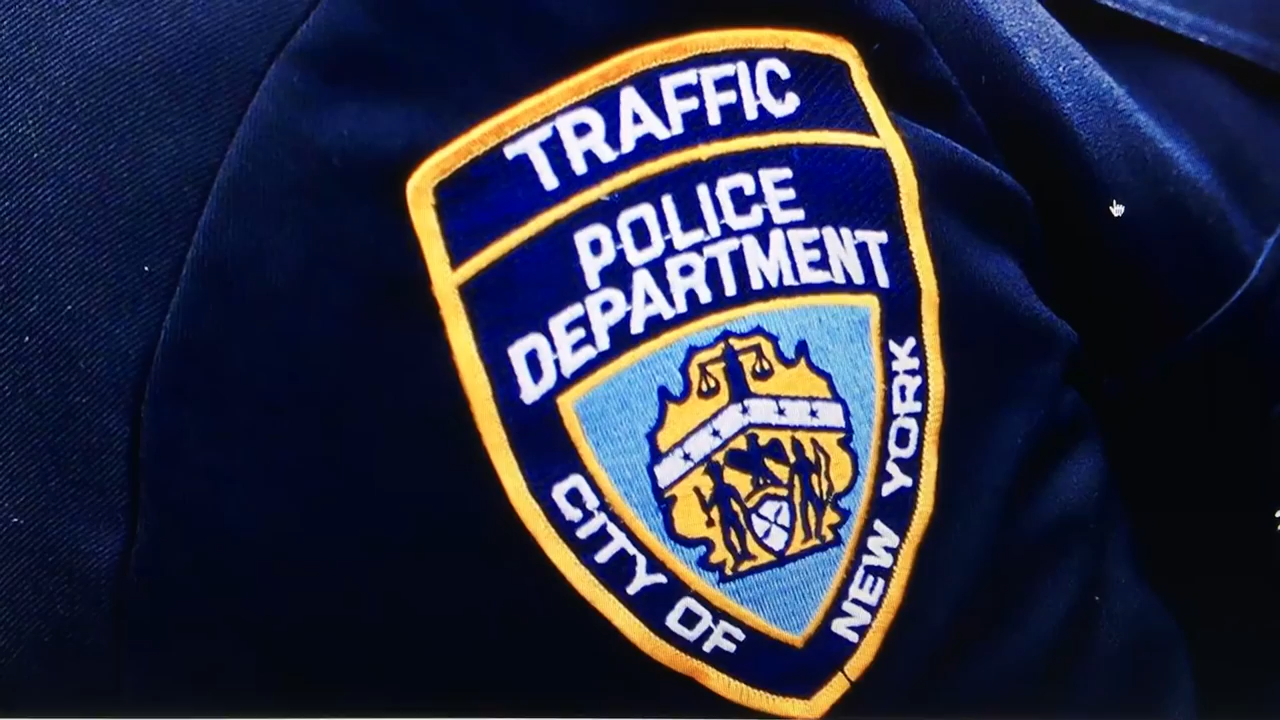 TRAFFIC
POLICE
DEPARTMENT
CITY OF
NEW YORK